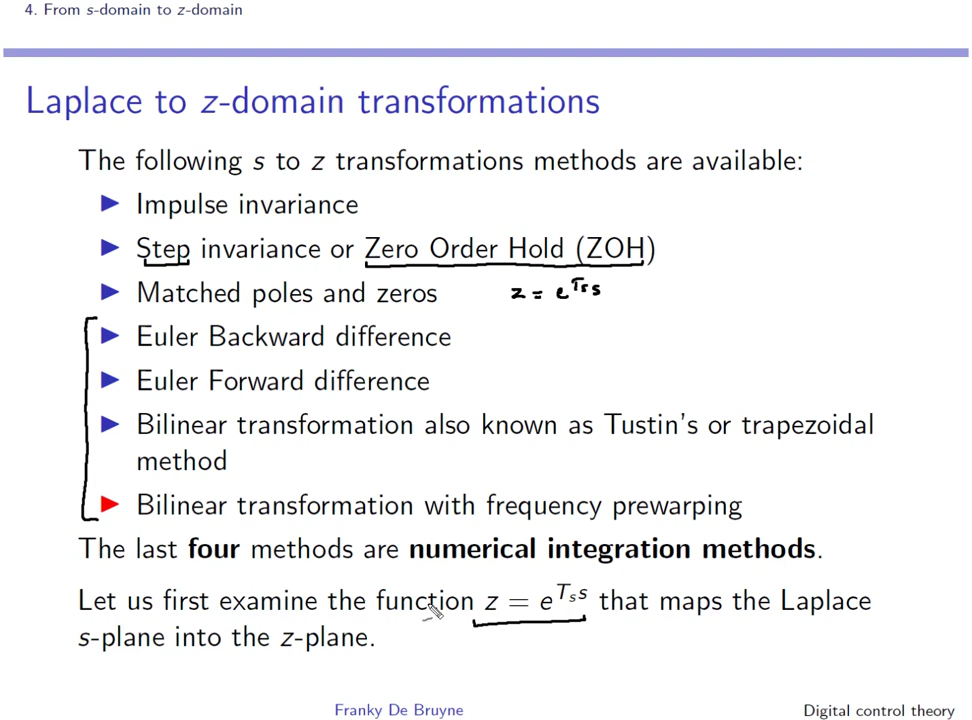 4. From s-domain to z-domain
Laplace to z-domain transformations
The following s to z transformations methods are available:
Impulse invariance
Step invariance or Zero Order Hold (ZOH)
Matched poles and zeros z = e^{T_s s}
Euler Backward difference
Euler Forward difference
Bilinear transformation also known as Tustin's or trapezoidal
method
Bilinear transformation with frequency prewarping
The last four methods are numerical integration methods.
Let us first examine the function z = e^{T_s s} that maps the Laplace
s-plane into the z-plane.
Franky De Bruyne Digital control theory